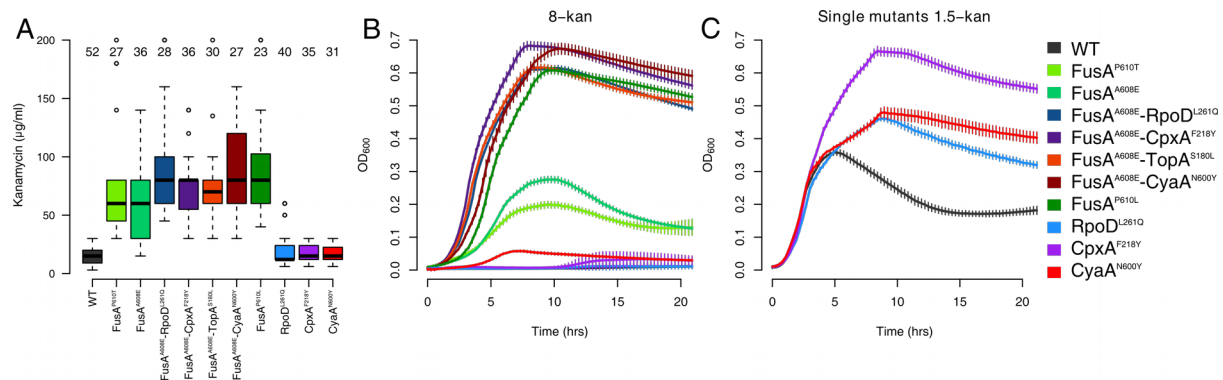 A
Kanamycin (µg/ml)
200
150
100
50
0
52 27 36 28 36 30 27 23 40 35 31
WT
FusA^P610T
FusA^A608E
FusA^A608E-RpoD^L261Q
FusA^A608E-CpxA^F218Y
FusA^A608E-TopA^S180L
FusA^A608E-CyaA^N600Y
FusA^P610L
RpoD^L261Q
CpxA^F218Y
CyaA^N600Y
B
8−kan
OD600
0.7
0.6
0.5
0.4
0.3
0.2
0.1
0.0
0 5 10 15 20
Time (hrs)
C
Single mutants 1.5−kan
OD600
0.7
0.6
0.5
0.4
0.3
0.2
0.1
0.0
0 5 10 15 20
Time (hrs)
WT
FusA^P610T
FusA^A608E
FusA^A608E-RpoD^L261Q
FusA^A608E-CpxA^F218Y
FusA^A608E-TopA^S180L
FusA^A608E-CyaA^N600Y
FusA^P610L
RpoD^L261Q
CpxA^F218Y
CyaA^N600Y